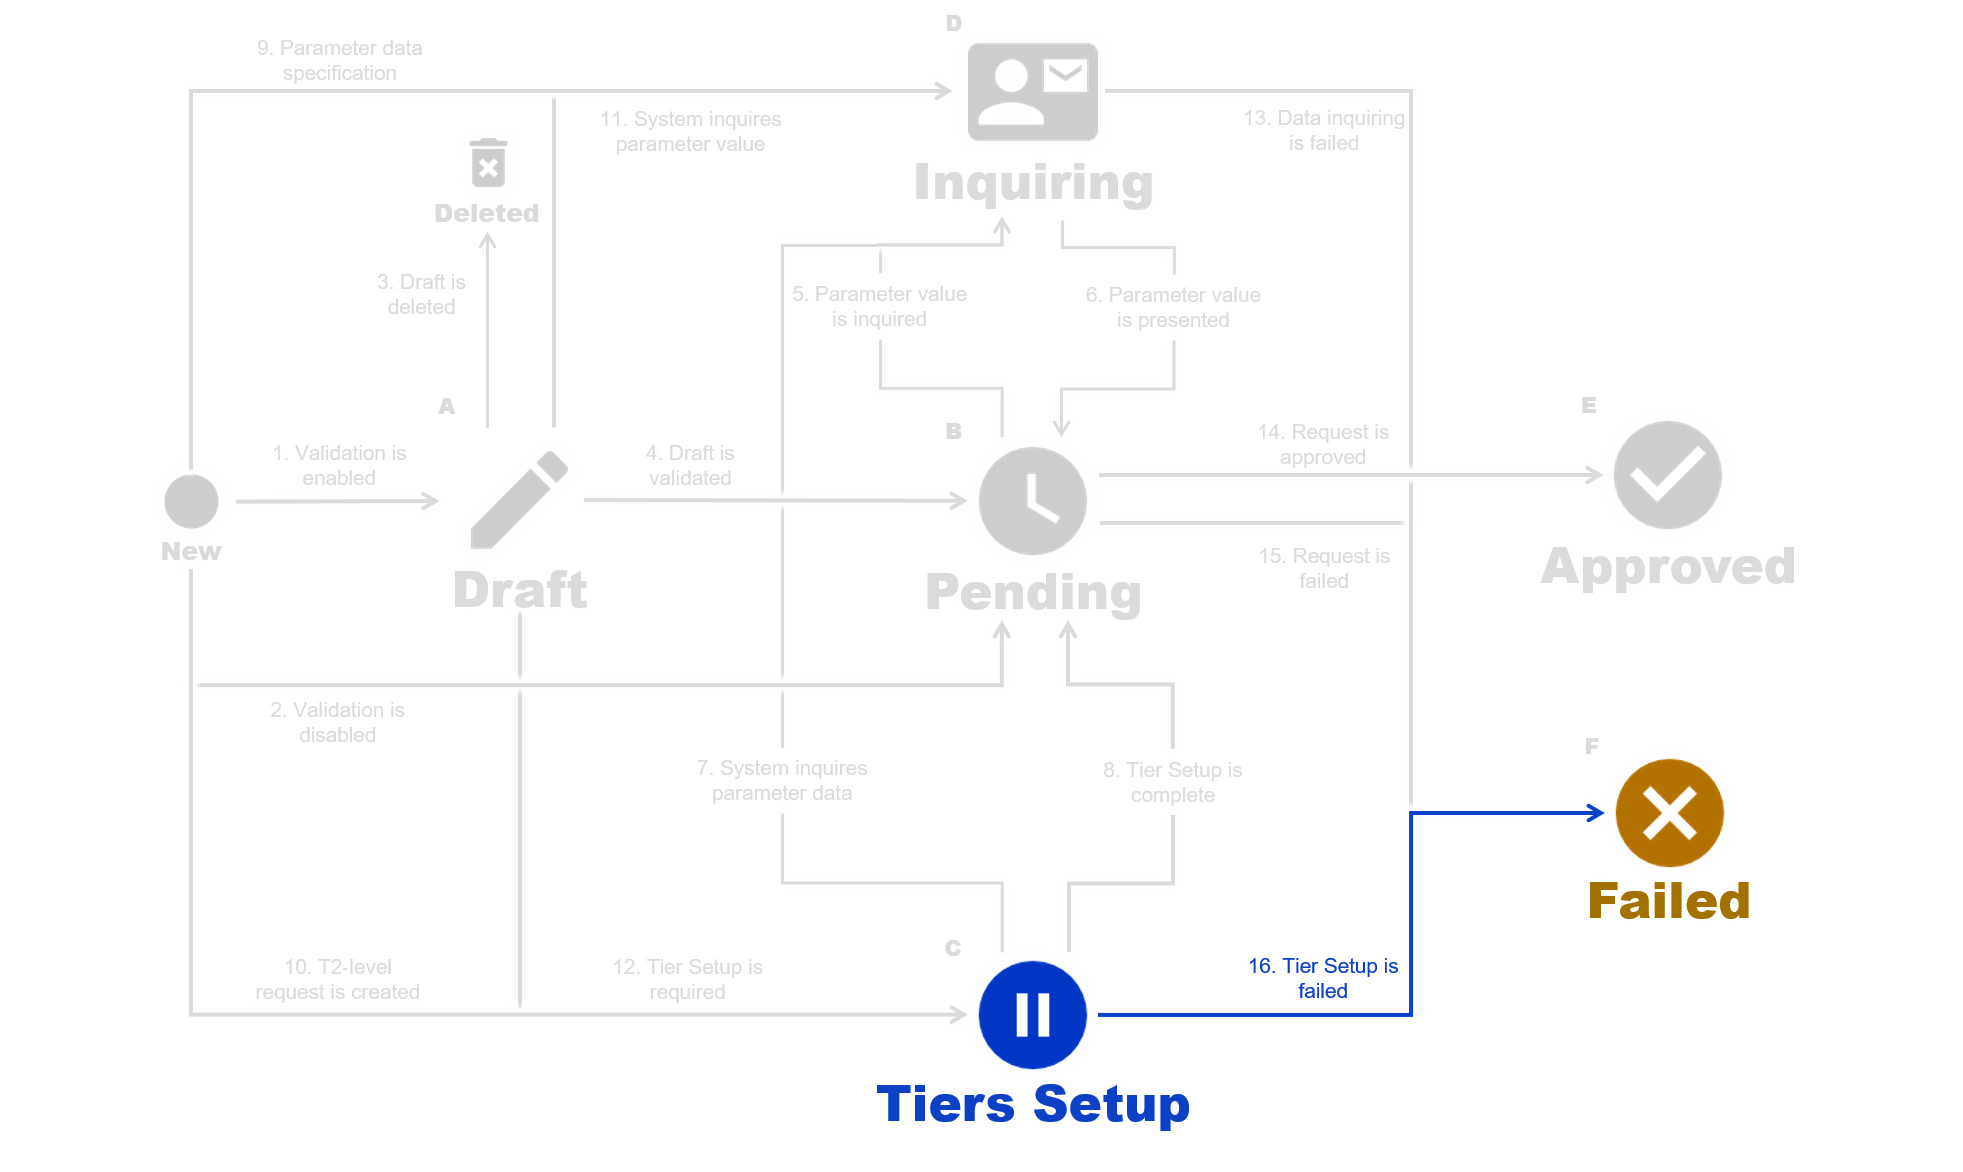 D
9. Parameter data
specification
11. System inquires
parameter value
13. Data inquiring
is failed
Inquiring
Deleted
3. Draft is
deleted
5. Parameter value
is inquired
6. Parameter value
is presented
A
B
E
1. Validation is
enabled
4. Draft is
validated
14. Request is
approved
New
15. Request is
failed
Draft
Pending
Approved
2. Validation is
disabled
7. System inquires
parameter data
8. Tier Setup is
complete
F
Failed
C
10. T2-level
request is created
12. Tier Setup is
required
16. Tier Setup is
failed
Tiers Setup